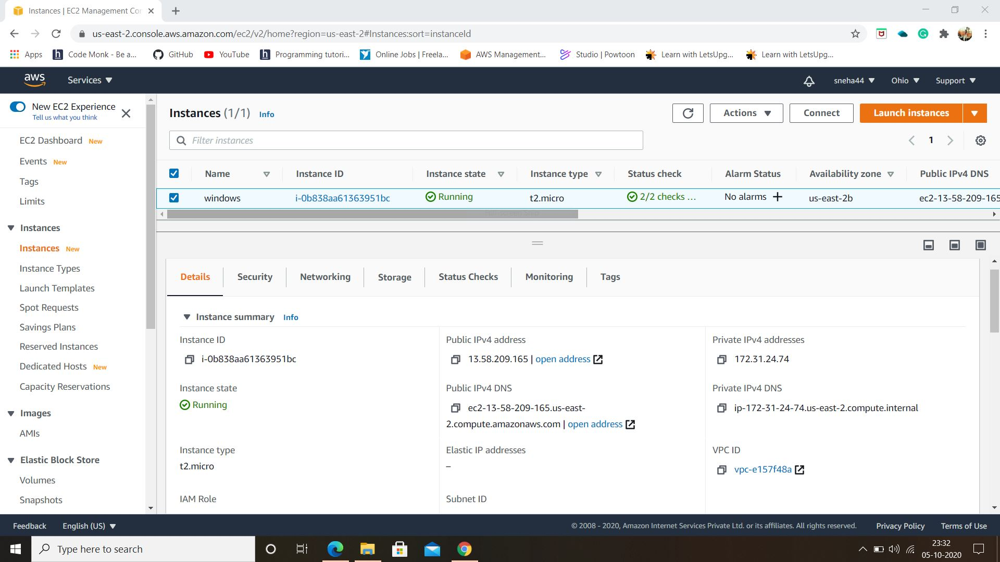 Instances | EC2 Management Con
us-east-2.console.aws.amazon.com/ec2/v2/home?region=us-east-2#Instances:sort=instanceId
Apps
Code Monk - Be a...
GitHub
YouTube
Programming tutori...
Online Jobs | Freela...
AWS Management...
Studio | Powtoon
Learn with LetsUpg...
Learn with LetsUpg...
aws
Services
sneha44
Ohio
Support
New EC2 Experience
Tell us what you think
EC2 Dashboard New
Events New
Tags
Limits
Instances
Instances New
Instance Types
Launch Templates
Spot Requests
Savings Plans
Reserved Instances
Dedicated Hosts New
Capacity Reservations
Images
AMIs
Elastic Block Store
Volumes
Snapshots
Instances (1/1) Info
Actions
Connect
Launch instances
Filter instances
1
Name Instance ID Instance state Instance type Status check Alarm Status Availability zone Public IPv4 DNS
windows i-0b838aa61363951bc Running t2.micro 2/2 checks ... No alarms + us-east-2b ec2-13-58-209-165
Full-screen Snip
Details Security Networking Storage Status Checks Monitoring Tags
Instance summary Info
Instance ID
i-0b838aa61363951bc
Public IPv4 address
13.58.209.165 | open address
Private IPv4 addresses
172.31.24.74
Instance state
Running
Public IPv4 DNS
ec2-13-58-209-165.us-east-
2.compute.amazonaws.com | open address
Private IPv4 DNS
ip-172-31-24-74.us-east-2.compute.internal
Instance type
t2.micro
Elastic IP addresses
–
VPC ID
vpc-e157f48a
IAM Role
Subnet ID
Feedback
English (US)
© 2008 - 2020, Amazon Internet Services Private Ltd. or its affiliates. All rights reserved.
Privacy Policy
Terms of Use
Type here to search
23:32
05-10-2020